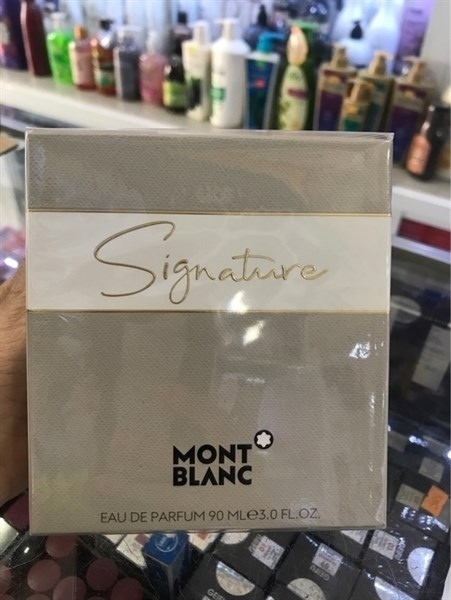 Signature
MONT
BLANC
EAU DE PARFUM 90 ML℮3.0 FL.OZ.